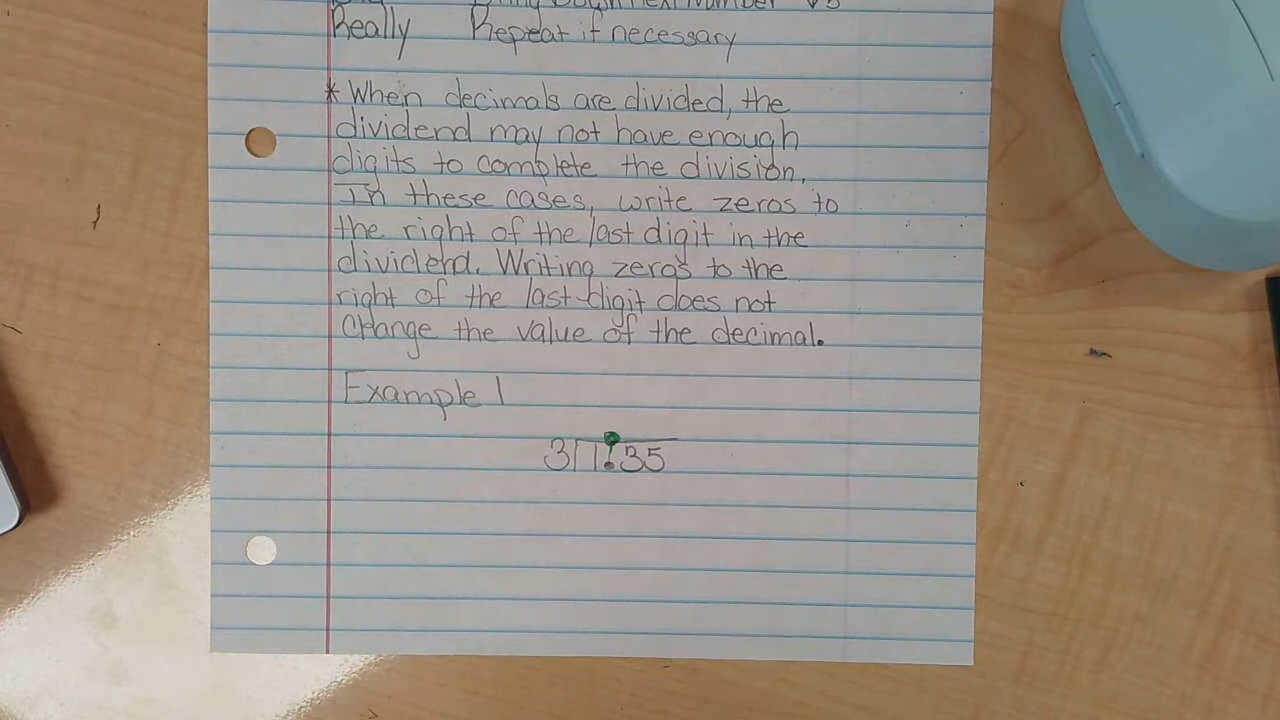 Really Repeat if necessary
* When decimals are divided, the
dividend may not have enough
digits to complete the division.
In these cases, write zeros to
the right of the last digit in the
dividend. Writing zeros to the
right of the last digit does not
change the value of the decimal.
Example 1
3⟌1.35